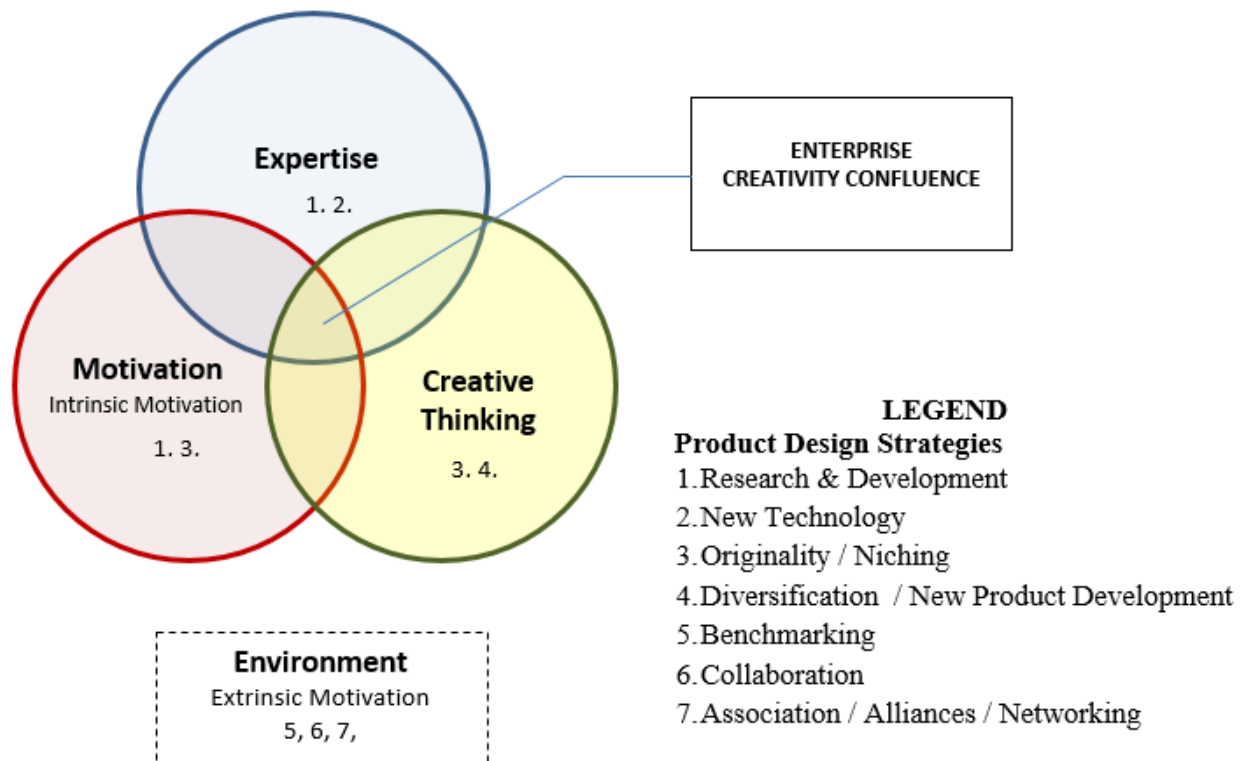 Expertise
1. 2.
ENTERPRISE
CREATIVITY CONFLUENCE
Motivation
Intrinsic Motivation
1. 3.
Creative
Thinking
3. 4.
LEGEND
Product Design Strategies
1.Research & Development
2.New Technology
3.Originality / Niching
4.Diversification / New Product Development
5.Benchmarking
6.Collaboration
7.Association / Alliances / Networking
Environment
Extrinsic Motivation
5, 6, 7,